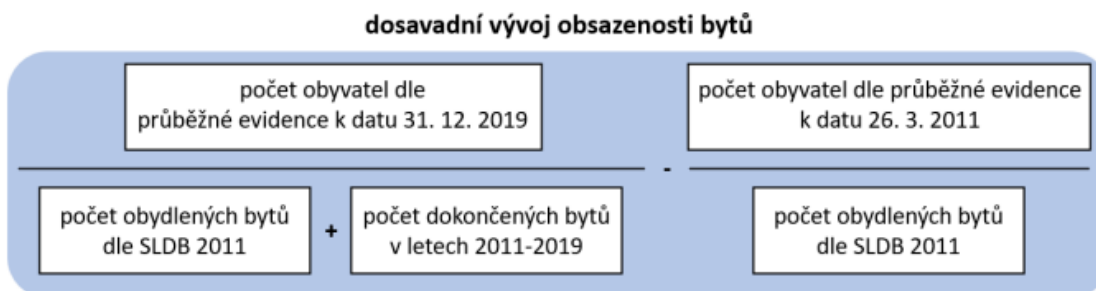 dosavadní vývoj obsazenosti bytů
počet obyvatel dle
průběžné evidence k datu 31. 12. 2019
-
počet obyvatel dle průběžné evidence
k datu 26. 3. 2011
počet obydlených bytů
dle SLDB 2011
+
počet dokončených bytů
v letech 2011-2019
počet obydlených bytů
dle SLDB 2011